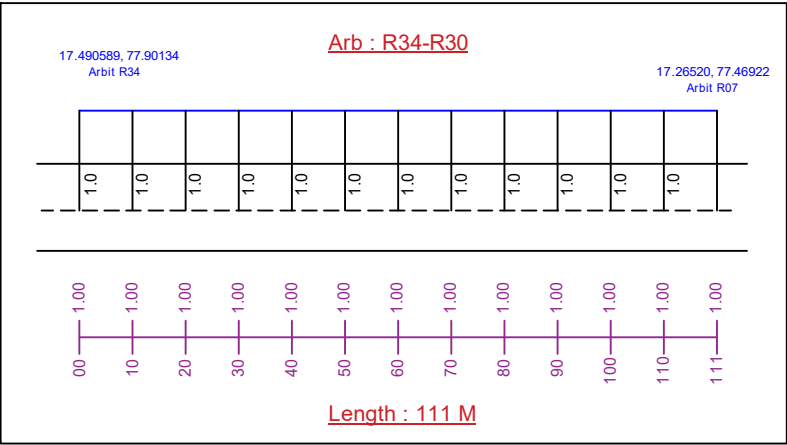 Arb : R34-R30
17.490589, 77.90134
Arbit R34
17.26520, 77.46922
Arbit R07
1.0 1.0 1.0 1.0 1.0 1.0 1.0 1.0 1.0 1.0 1.0 1.0
1.00 1.00 1.00 1.00 1.00 1.00 1.00 1.00 1.00 1.00 1.00 1.00 1.00
00 10 20 30 40 50 60 70 80 90 100 110 111
Length : 111 M